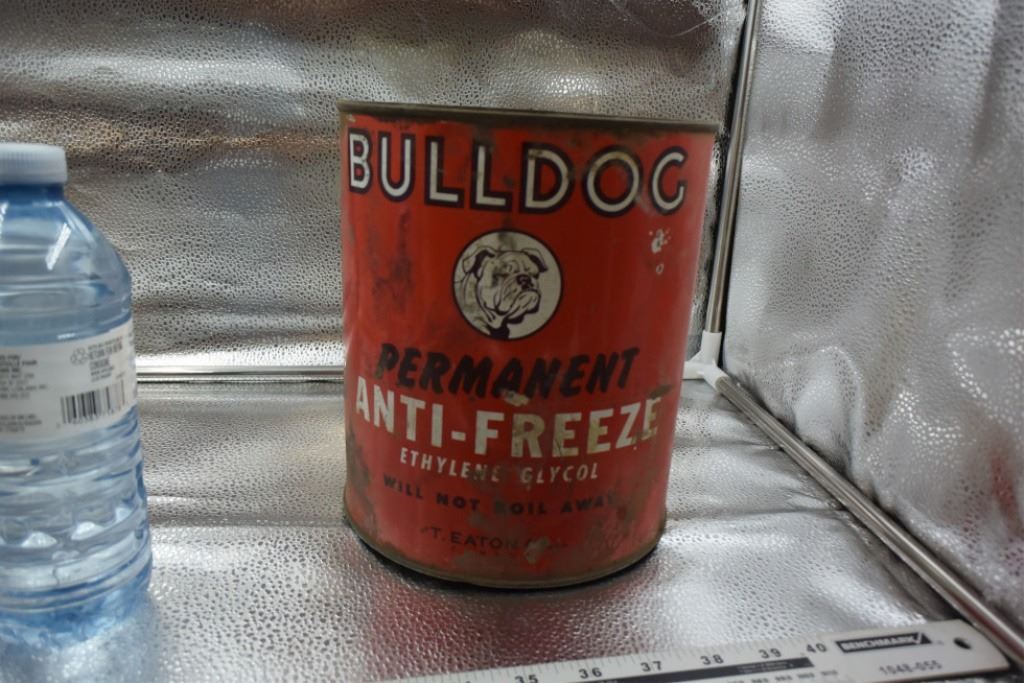 BULLDOG
PERMANENT
ANTI-FREEZE
ETHYLENE GLYCOL
WILL NOT BOIL AWAY
T. EATON
35 36 37 38 39 40
BENCHMARK
1048-055